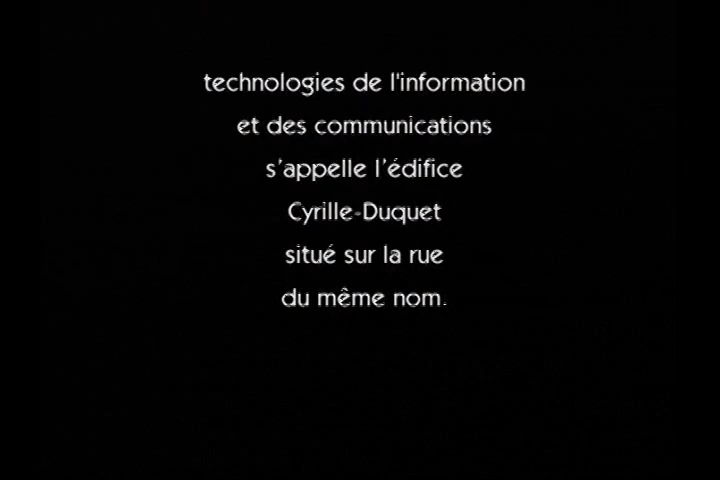 technologies de l'information
et des communications
s’appelle l’édifice
Cyrille-Duquet
situé sur la rue
du même nom.